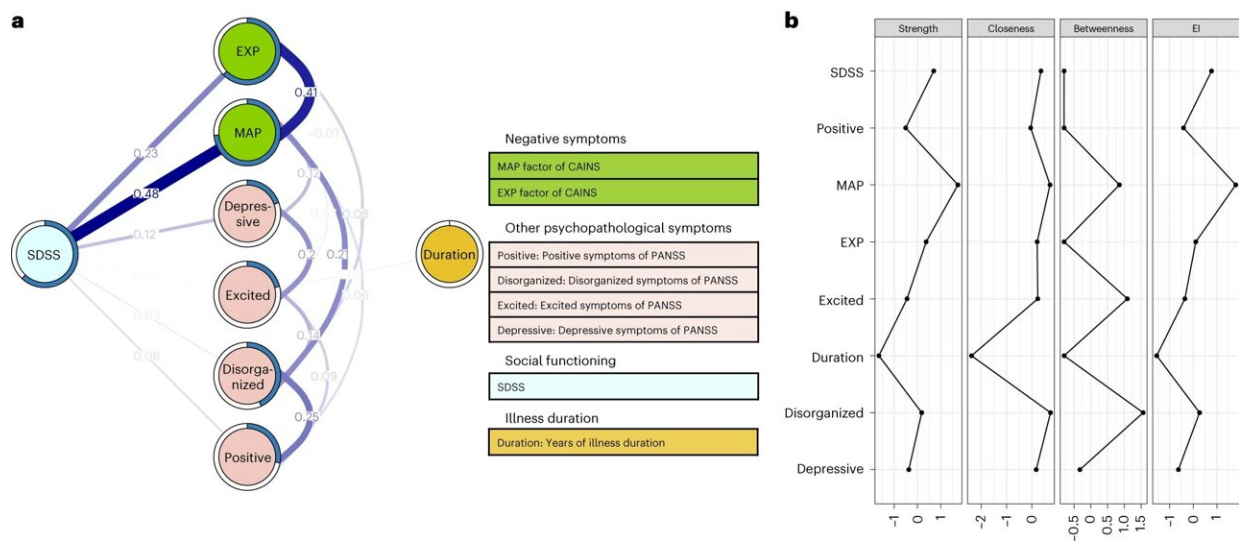 a
EXP
MAP
Depres-
sive
Excited
Disorga-
nized
Positive
SDSS
Duration
0.41
-0.07
0.23
0.12
0.48
0.12
0.08
0.2
0.21
0.14
0.09
0.25
0.06
Negative symptoms
MAP factor of CAINS
EXP factor of CAINS
Other psychopathological symptoms
Positive: Positive symptoms of PANSS
Disorganized: Disorganized symptoms of PANSS
Excited: Excited symptoms of PANSS
Depressive: Depressive symptoms of PANSS
Social functioning
SDSS
Illness duration
Duration: Years of illness duration
b
Strength Closeness Betweenness EI
SDSS
Positive
MAP
EXP
Excited
Duration
Disorganized
Depressive
-1 0 1 -2 -1 0 -0.5 0 0.5 1.0 1.5 -1 0 1